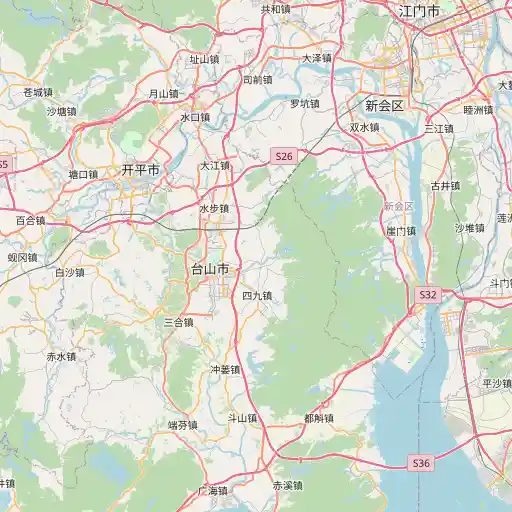 共和镇
江门市
址山镇
大泽镇
司前镇
苍城镇
月山镇
罗坑镇
新会区
沙塘镇
睦洲镇
水口镇
双水镇
三江镇
S26
S5
大江镇
开平市
塘口镇
古井镇
水步镇
新会区
百合镇
沙堆镇
崖门镇
蚬冈镇
白沙镇
台山市
斗门
四九镇
S32
三合镇
赤水镇
冲蒌镇
平沙镇
斗山镇
都斛镇
端芬镇
S36
赤溪镇
广海镇